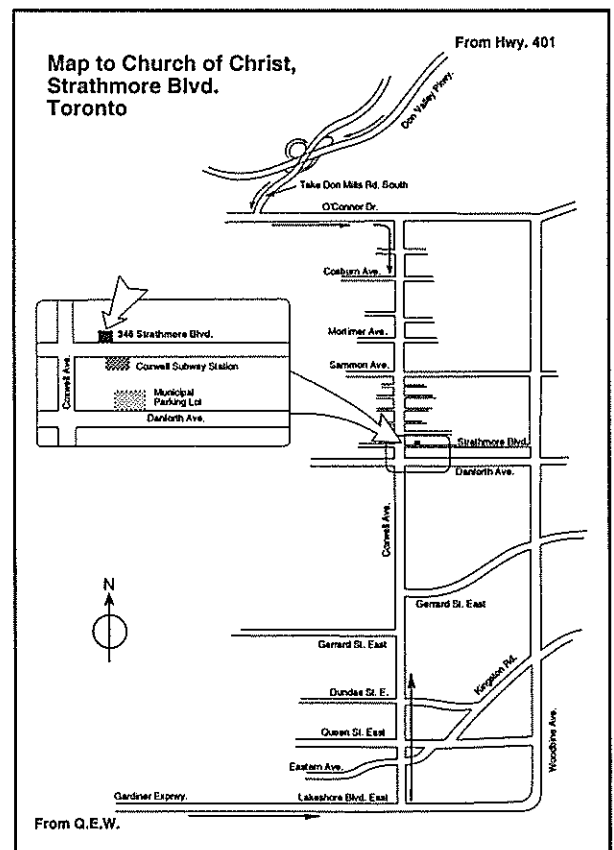 From Hwy. 401
Map to Church of Christ,
Strathmore Blvd.
Toronto
Don Valley Pkwy.
Take Don Mills Rd. South
O'Connor Dr.
Cosburn Ave.
346 Strathmore Blvd.
Mortimer Ave.
Coxwell Subway Station
Sammon Ave.
Coxwell Ave.
Municipal
Parking Lot
Danforth Ave.
Strathmore Blvd.
Danforth Ave.
Coxwell Ave.
N
Gerrard St. East
Gerrard St. East
Kingston Rd.
Dundas St. E.
Queen St. East
Woodbine Ave.
Eastern Ave.
Gardiner Exprwy.
Lakeshore Blvd. East
From Q.E.W.